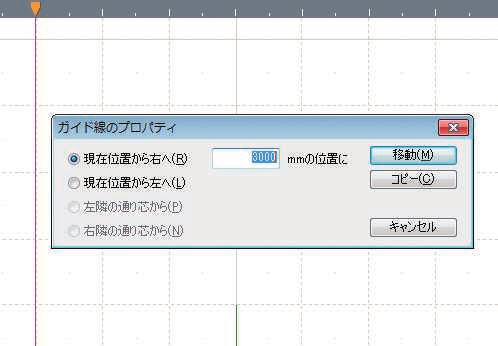 ガイド線のプロパティ
現在位置から右へ(R) 3000 mmの位置に 移動(M)
現在位置から左へ(L) コピー(C)
左隣の通り芯から(P)
右隣の通り芯から(N) キャンセル